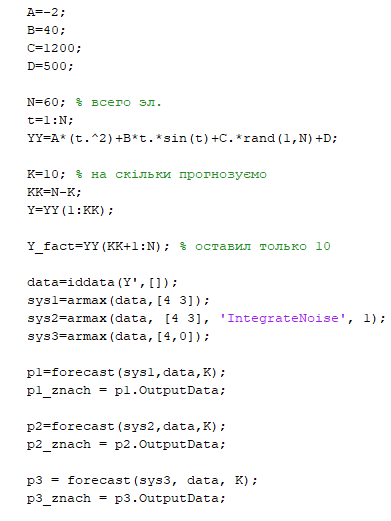 A=-2;
B=40;
C=1200;
D=500;
N=60; % всего эл.
t=1:N;
YY=A*(t.^2)+B*t.*sin(t)+C.*rand(1,N)+D;
K=10; % на скільки прогнозуємо
KK=N-K;
Y=YY(1:KK);
Y_fact=YY(KK+1:N); % оставил только 10
data=iddata(Y',[]);
sys1=armax(data,[4 3]);
sys2=armax(data, [4 3], 'IntegrateNoise', 1);
sys3=armax(data,[4,0]);
p1=forecast(sys1,data,K);
p1_znach = p1.OutputData;
p2=forecast(sys2,data,K);
p2_znach = p2.OutputData;
p3 = forecast(sys3, data, K);
p3_znach = p3.OutputData;